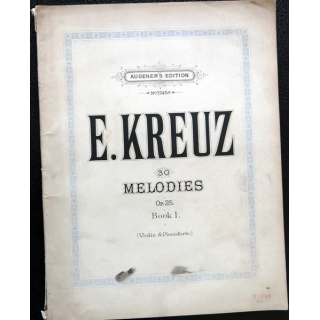 AUGENER'S EDITION
E. KREUZ
30
MELODIES
Op. 25.
Book I.
(Violin & Pianoforte.)